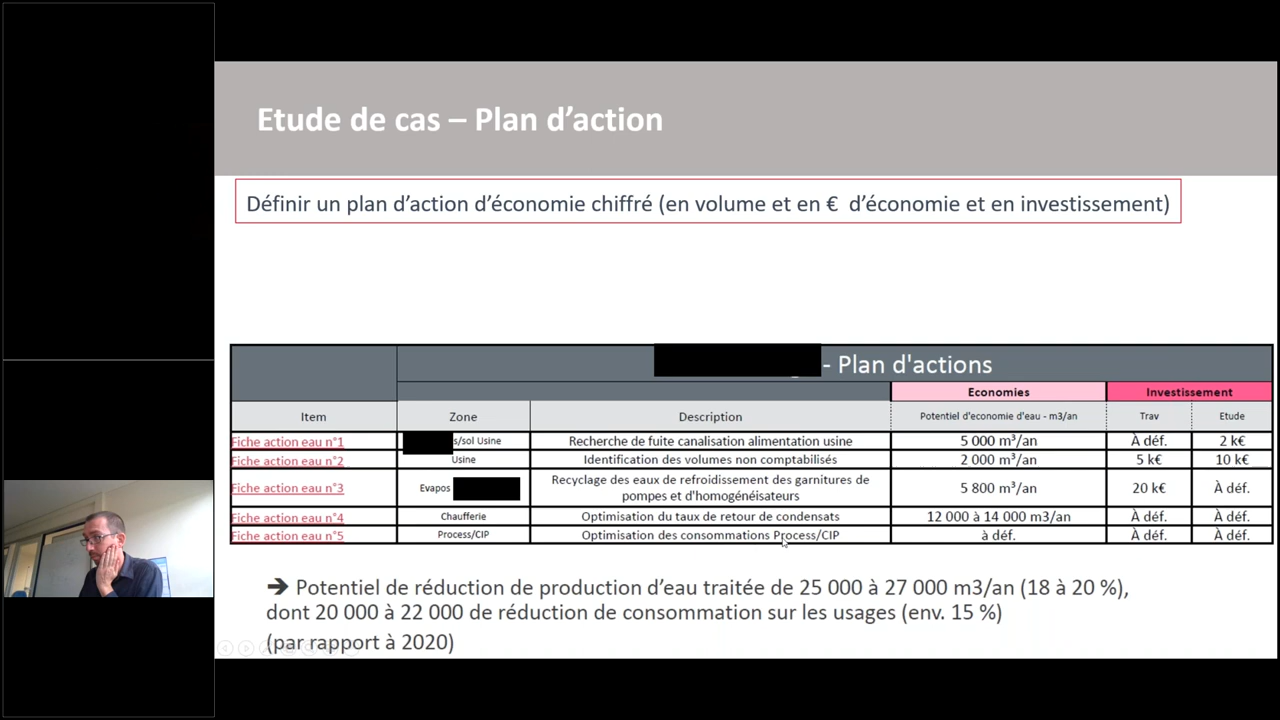 Etude de cas – Plan d’action
Définir un plan d’action d’économie chiffré (en volume et en € d’économie et en investissement)
- Plan d'actions
Economies Investissement
Item Zone Description Potentiel d'economie d'eau - m3/an Trav Etude
Fiche action eau n°1 s/sol Usine Recherche de fuite canalisation alimentation usine 5 000 m³/an À déf. 2 k€
Fiche action eau n°2 Usine Identification des volumes non comptabilisés 2 000 m³/an 5 k€ 10 k€
Fiche action eau n°3 Evapos Recyclage des eaux de refroidissement des garnitures de
pompes et d'homogénéisateurs 5 800 m³/an 20 k€ À déf.
Fiche action eau n°4 Chaufferie Optimisation du taux de retour de condensats 12 000 à 14 000 m3/an À déf. À déf.
Fiche action eau n°5 Process/CIP Optimisation des consommations Process/CIP à déf. À déf. À déf.
➔ Potentiel de réduction de production d’eau traitée de 25 000 à 27 000 m3/an (18 à 20 %),
dont 20 000 à 22 000 de réduction de consommation sur les usages (env. 15 %)
(par rapport à 2020)